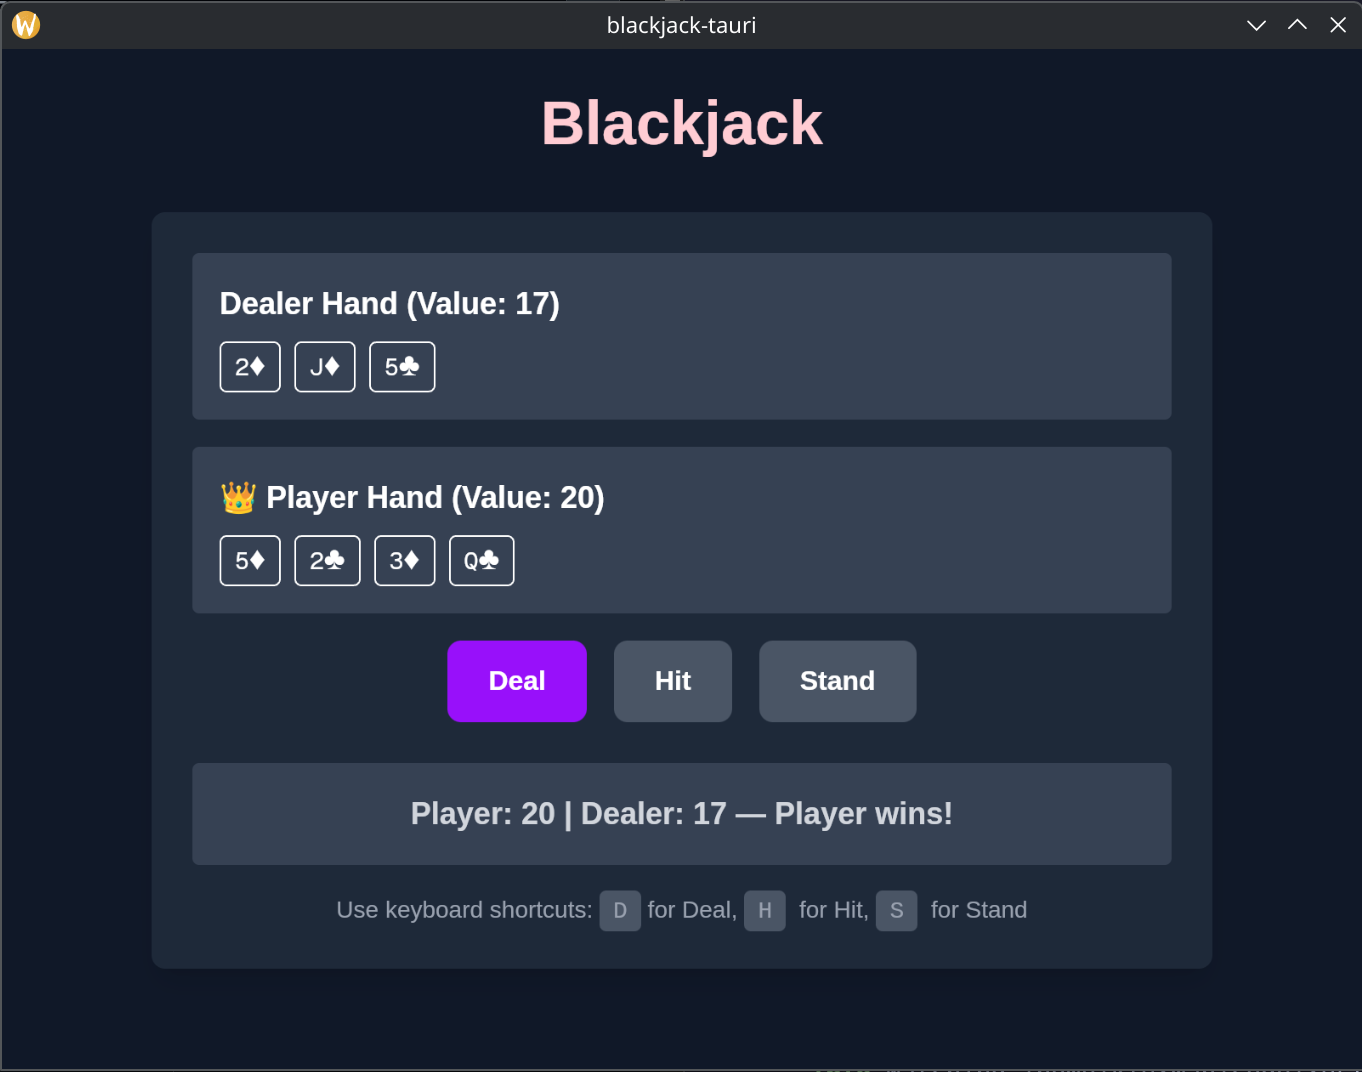 blackjack-tauri
Blackjack
Dealer Hand (Value: 17)
2♦ J♦ 5♣
👑 Player Hand (Value: 20)
5♦ 2♣ 3♦ Q♣
Deal Hit Stand
Player: 20 | Dealer: 17 — Player wins!
Use keyboard shortcuts: D for Deal, H for Hit, S for Stand